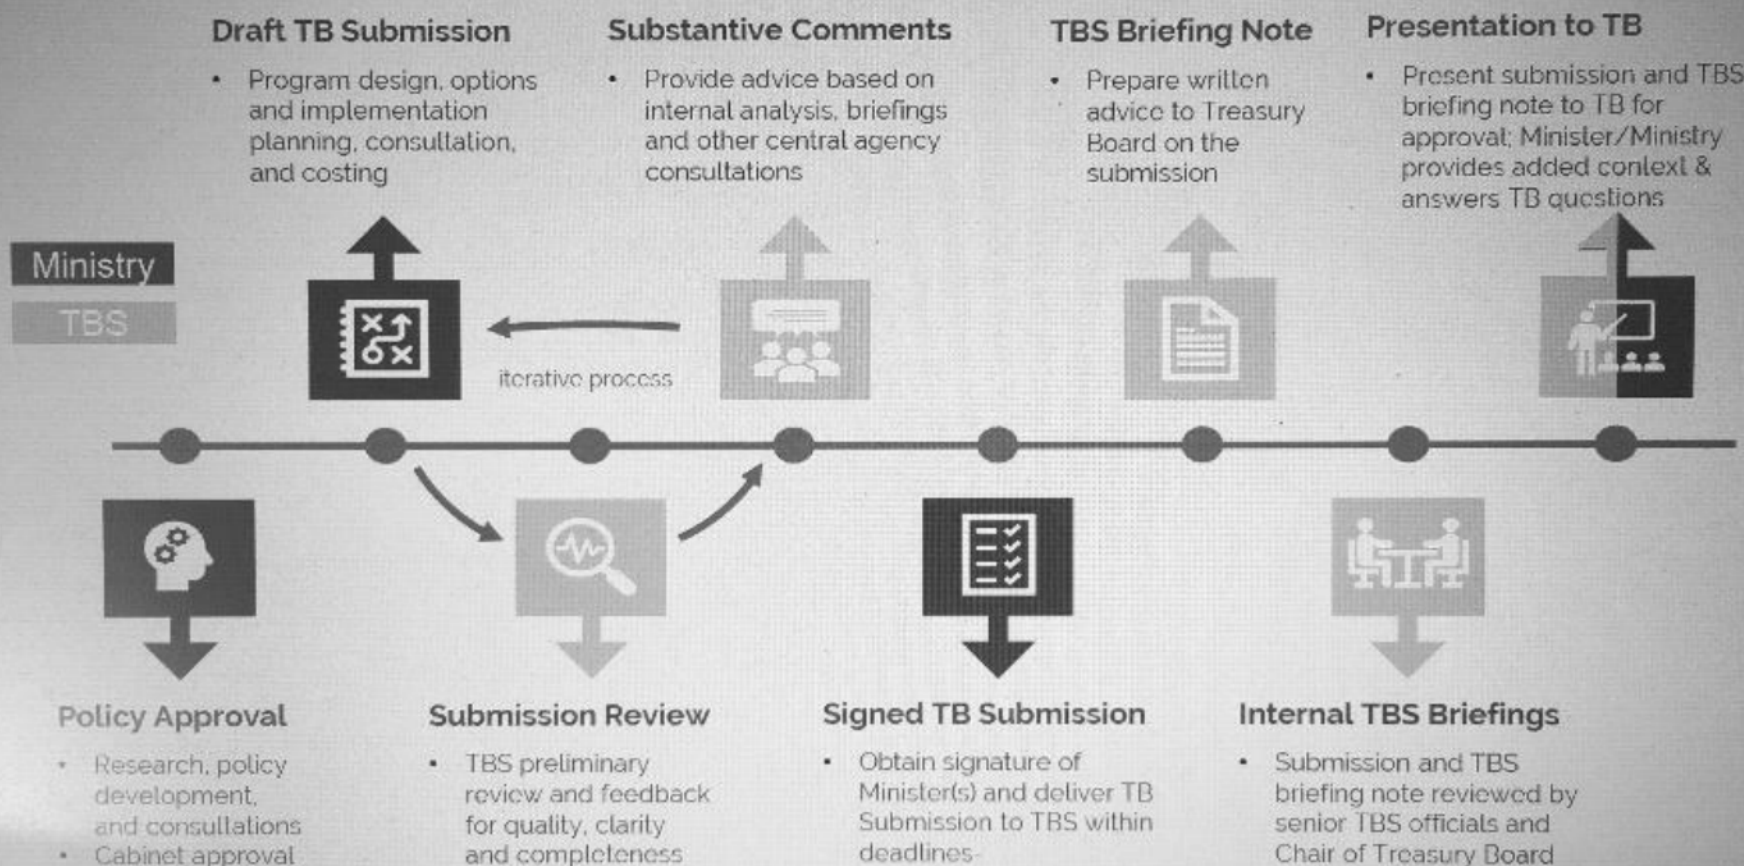 Draft TB Submission
• Program design, options
and implementation
planning, consultation,
and costing
Substantive Comments
• Provide advice based on
internal analysis, briefings
and other central agency
consultations
TBS Briefing Note
• Prepare written
advice to Treasury
Board on the
submission
Presentation to TB
• Present submission and TBS
briefing note to TB for
approval; Minister/Ministry
provides added context &
answers TB questions
Ministry
TBS
iterative process
Policy Approval
• Research, policy
development,
and consultations
• Cabinet approval
Submission Review
• TBS preliminary
review and feedback
for quality, clarity
and completeness
Signed TB Submission
• Obtain signature of
Minister(s) and deliver TB
Submission to TBS within
deadlines-
Internal TBS Briefings
• Submission and TBS
briefing note reviewed by
senior TBS officials and
Chair of Treasury Board